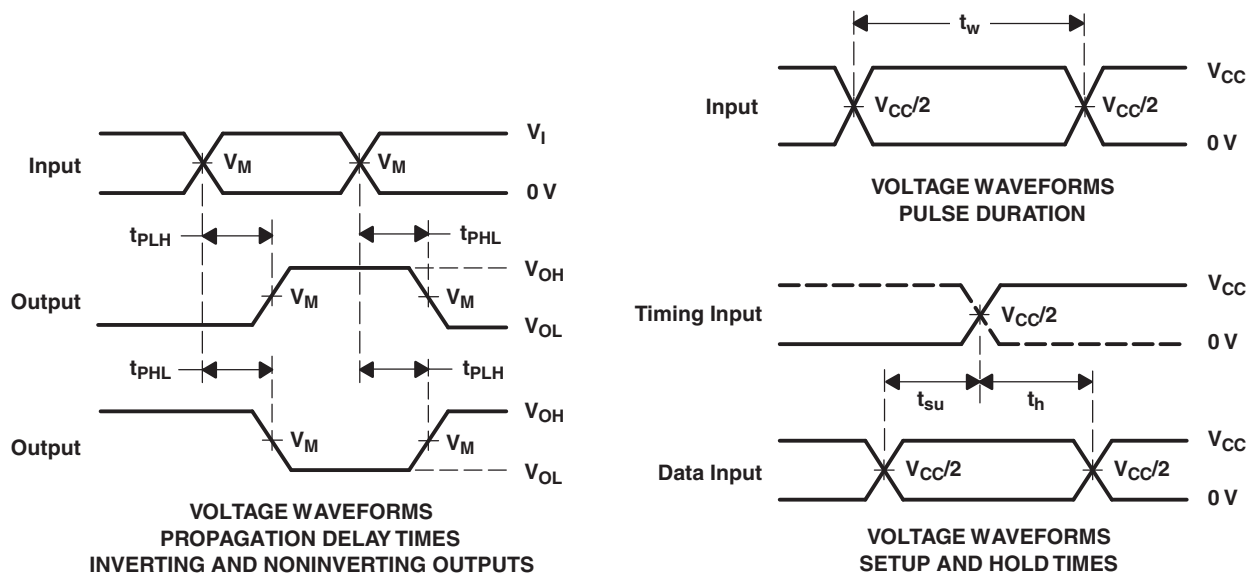 Input
V_M
V_M
V_I
0 V
t_PLH
t_PHL
Output
V_M
V_M
V_OH
V_OL
t_PHL
t_PLH
Output
V_M
V_M
V_OH
V_OL
VOLTAGE WAVEFORMS
PROPAGATION DELAY TIMES
INVERTING AND NONINVERTING OUTPUTS
t_w
Input
V_CC/2
V_CC/2
V_CC
0 V
VOLTAGE WAVEFORMS
PULSE DURATION
Timing Input
V_CC/2
V_CC
0 V
t_su
t_h
Data Input
V_CC/2
V_CC/2
V_CC
0 V
VOLTAGE WAVEFORMS
SETUP AND HOLD TIMES